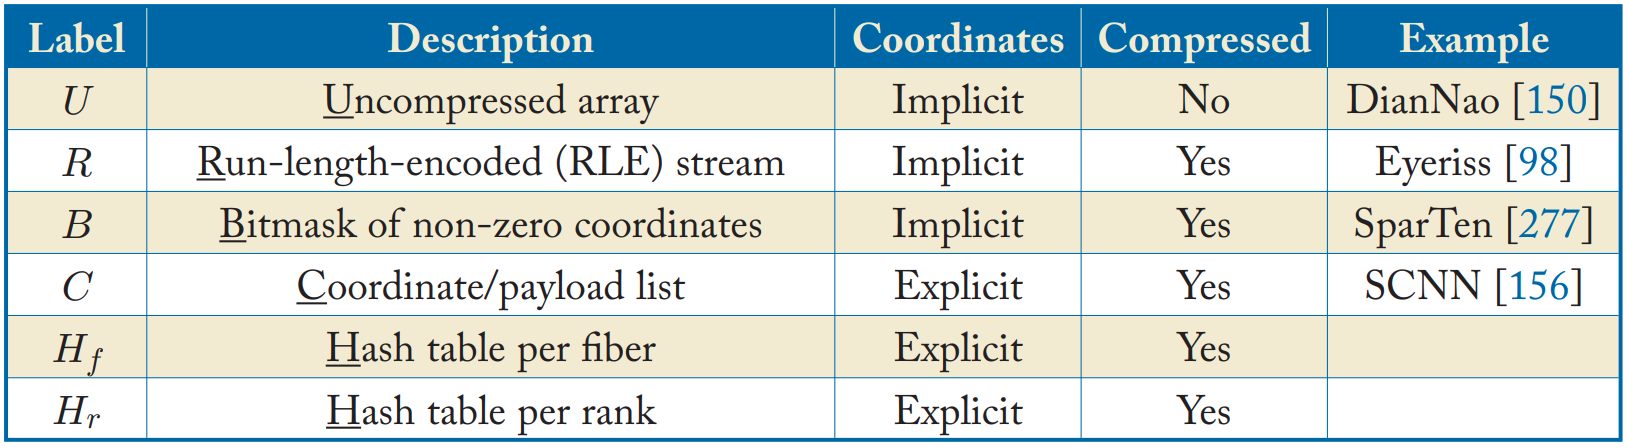 Label Description Coordinates Compressed Example
U Uncompressed array Implicit No DianNao [150]
R Run-length-encoded (RLE) stream Implicit Yes Eyeriss [98]
B Bitmask of non-zero coordinates Implicit Yes SparTen [277]
C Coordinate/payload list Explicit Yes SCNN [156]
H_f Hash table per fiber Explicit Yes
H_r Hash table per rank Explicit Yes